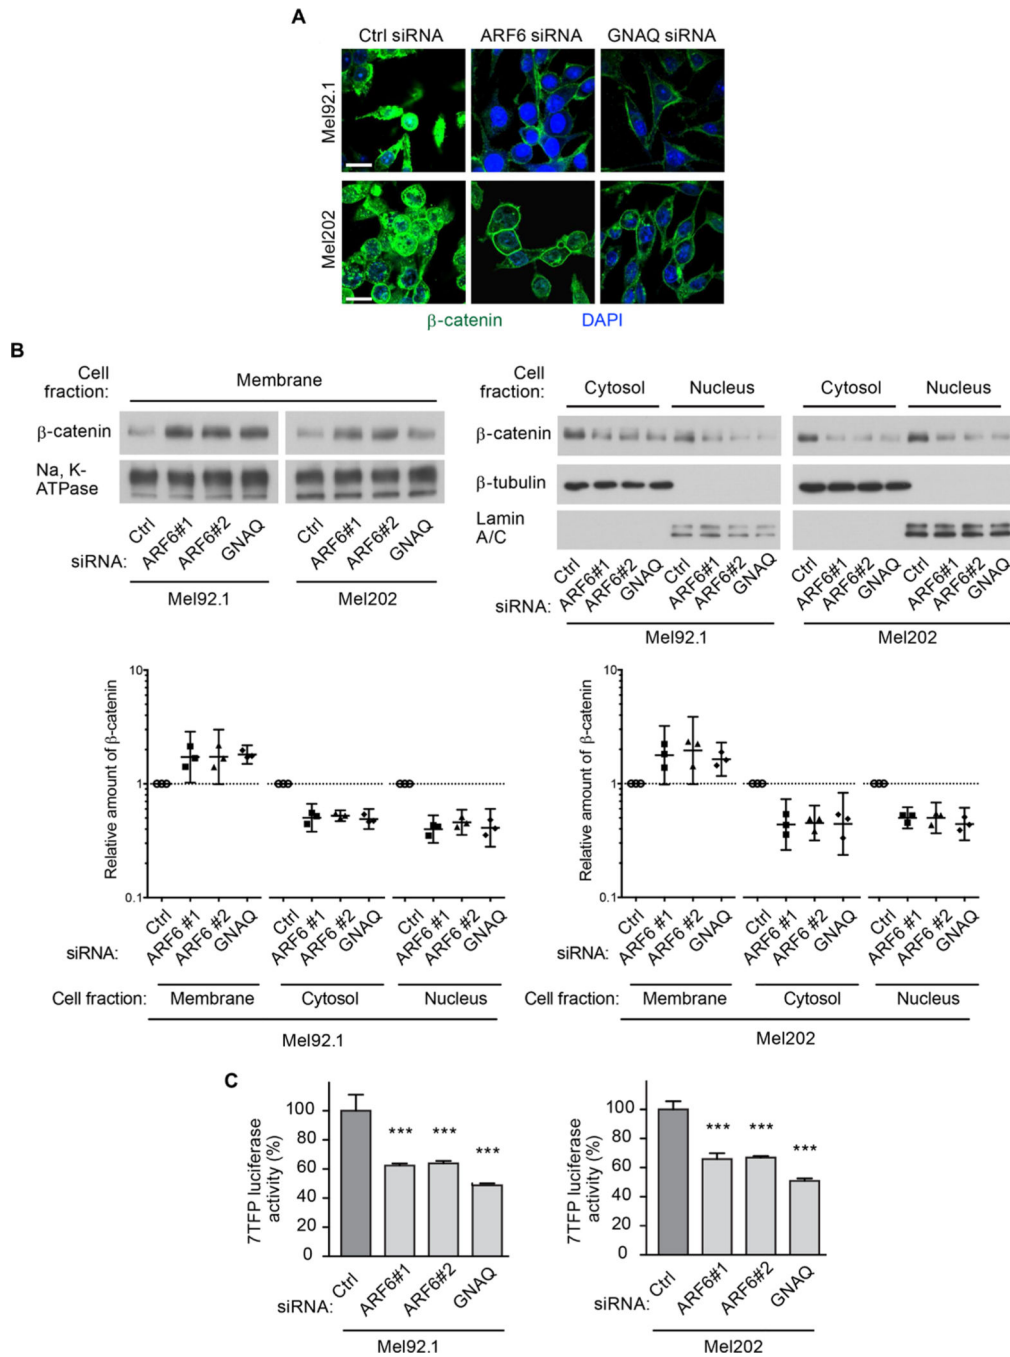 A
Ctrl siRNA ARF6 siRNA GNAQ siRNA
Mel92.1
Mel202
β-catenin DAPI
B
Cell fraction: Membrane
β-catenin
Na, K-ATPase
siRNA: Ctrl ARF6#1 ARF6#2 GNAQ Ctrl ARF6#1 ARF6#2 GNAQ
Mel92.1 Mel202
Cell fraction: Cytosol Nucleus Cytosol Nucleus
β-catenin
β-tubulin
Lamin A/C
siRNA: Ctrl ARF6#1 ARF6#2 GNAQ Ctrl ARF6#1 ARF6#2 GNAQ Ctrl ARF6#1 ARF6#2 GNAQ Ctrl ARF6#1 ARF6#2 GNAQ
Mel92.1 Mel202
Relative amount of β-catenin
10
1
0.1
siRNA: Ctrl ARF6 #1 ARF6 #2 GNAQ Ctrl ARF6 #1 ARF6 #2 GNAQ Ctrl ARF6 #1 ARF6 #2 GNAQ
Cell fraction: Membrane Cytosol Nucleus
Mel92.1
Relative amount of β-catenin
10
1
0.1
siRNA: Ctrl ARF6 #1 ARF6 #2 GNAQ Ctrl ARF6 #1 ARF6 #2 GNAQ Ctrl ARF6 #1 ARF6 #2 GNAQ
Cell fraction: Membrane Cytosol Nucleus
Mel202
C
7TFP luciferase
activity (%)
100
80
60
40
20
0
*** *** ***
siRNA: Ctrl ARF6#1 ARF6#2 GNAQ
Mel92.1
7TFP luciferase
activity (%)
100
80
60
40
20
0
*** *** ***
siRNA: Ctrl ARF6#1 ARF6#2 GNAQ
Mel202